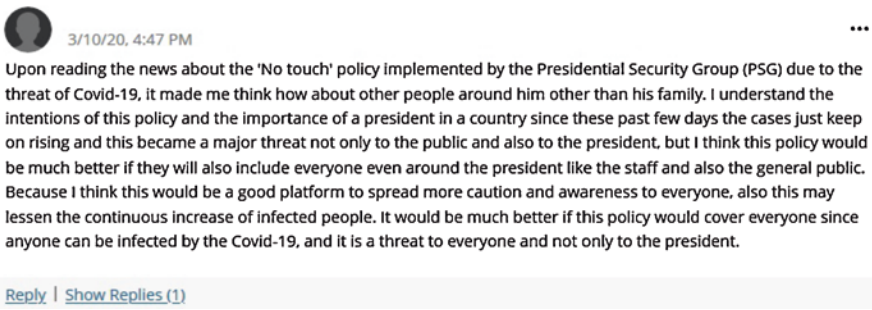 3/10/20, 4:47 PM
Upon reading the news about the 'No touch' policy implemented by the Presidential Security Group (PSG) due to the
threat of Covid-19, it made me think how about other people around him other than his family. I understand the
intentions of this policy and the importance of a president in a country since these past few days the cases just keep
on rising and this became a major threat not only to the public and also to the president, but I think this policy would
be much better if they will also include everyone even around the president like the staff and also the general public.
Because I think this would be a good platform to spread more caution and awareness to everyone, also this may
lessen the continuous increase of infected people. It would be much better if this policy would cover everyone since
anyone can be infected by the Covid-19, and it is a threat to everyone and not only to the president.
Reply | Show Replies (1)